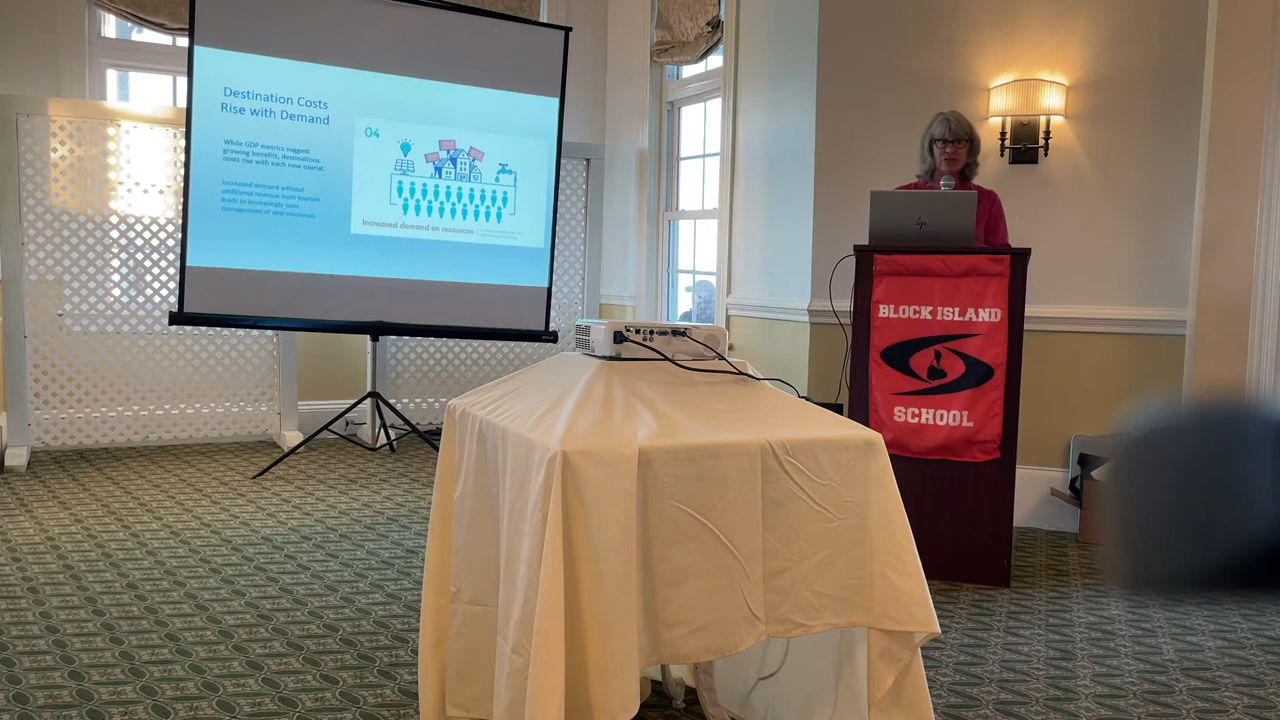 Destination Costs
Rise with Demand
While GDP metrics suggest
growing benefits, destinations
costs rise with each new tourist.
Increased demand without
additional revenue from tourism
leads to increasingly poor
management of vital resources.
04
Increased demand on resources
hp
BLOCK ISLAND
SCHOOL